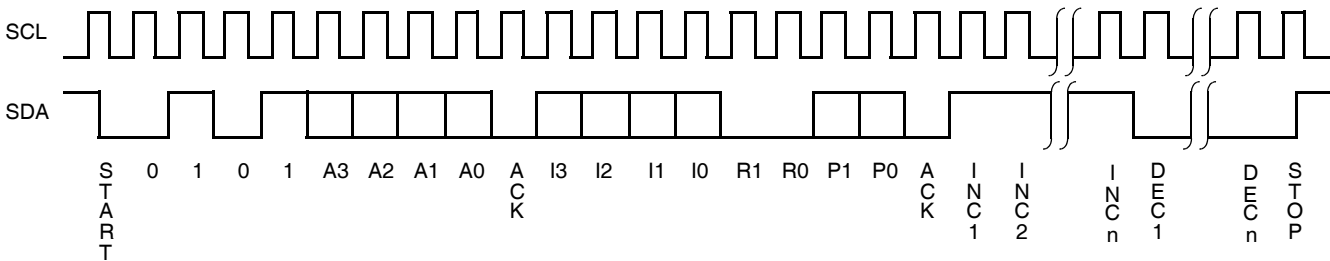 SCL
SDA
START 0 1 0 1 A3 A2 A1 A0 ACK I3 I2 I1 I0 R1 R0 P1 P0 ACK INC1 INC2 INCn DEC1 DECn STOP